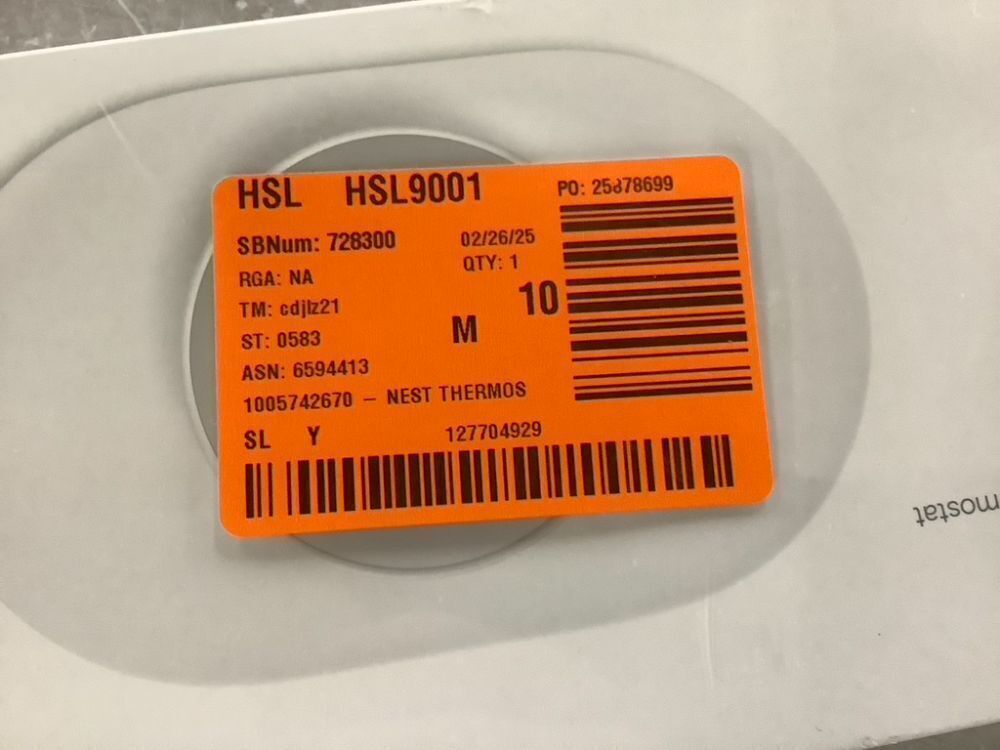 HSL HSL9001
PO: 25878699
SBNum: 728300
02/26/25
RGA: NA
QTY: 1
TM: cdjlz21
10
ST: 0583
M
ASN: 6594413
1005742670 – NEST THERMOS
SL Y 127704929
mostat